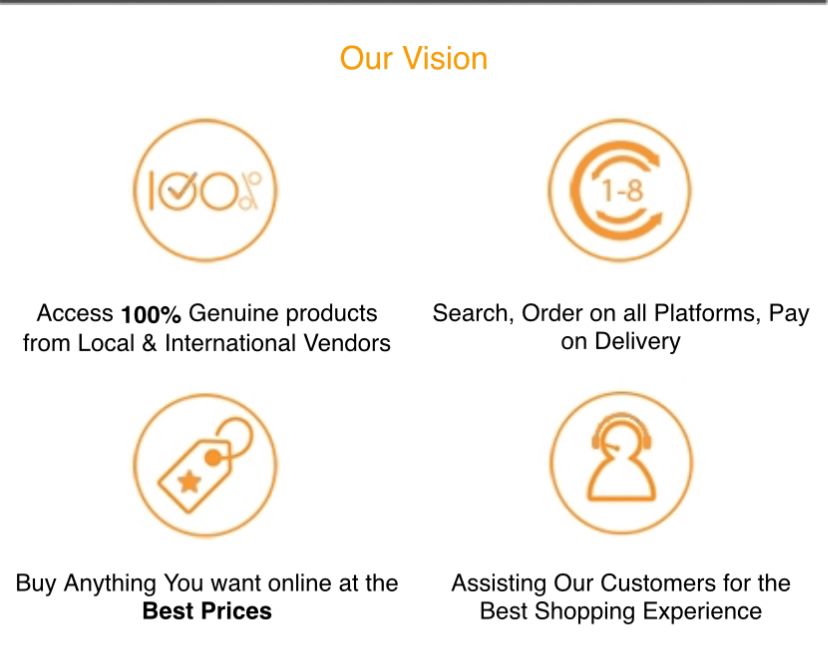 Our Vision
100%
1-8
Access 100% Genuine products
from Local & International Vendors
Search, Order on all Platforms, Pay
on Delivery
Buy Anything You want online at the
Best Prices
Assisting Our Customers for the
Best Shopping Experience